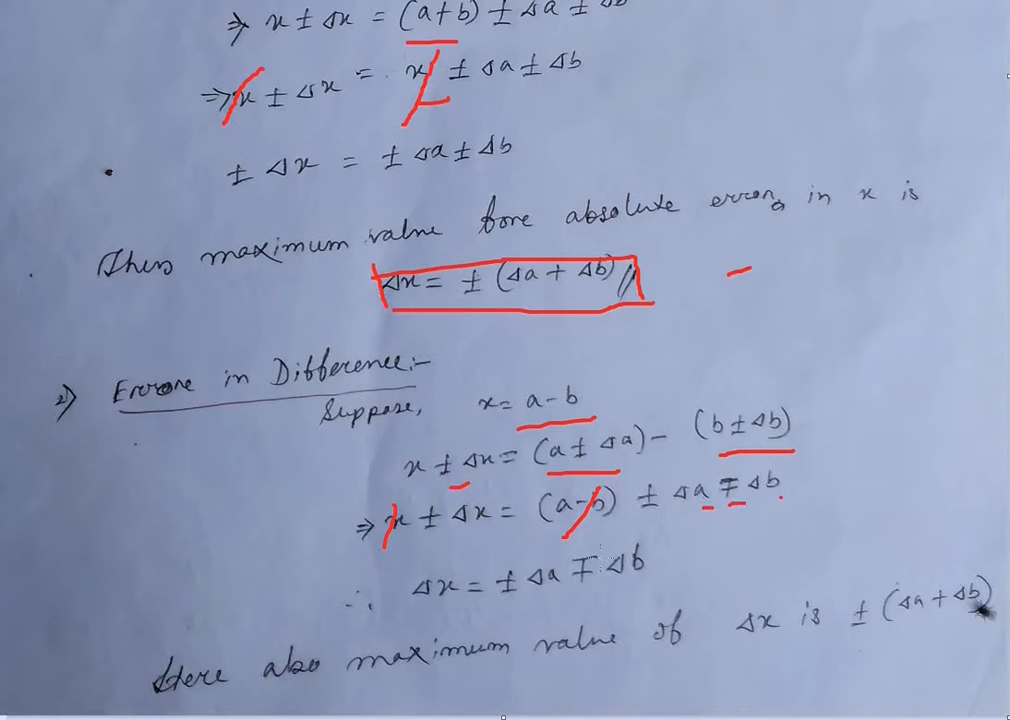 ⇒ x ± Δx = (a+b) ± Δa ± Δb
⇒ x ± Δx = x ± Δa ± Δb
± Δx = ± Δa ± Δb
Thus maximum value fore absolute error in x is
Δx = ± (Δa + Δb) //
2) Errore in Difference:-
Suppose, x = a - b
x ± Δx = (a ± Δa) - (b ± Δb)
⇒ x ± Δx = (a-b) ± Δa ∓ Δb
∴ Δx = ± Δa ∓ Δb
Here also maximum value of Δx is ± (Δa + Δb)